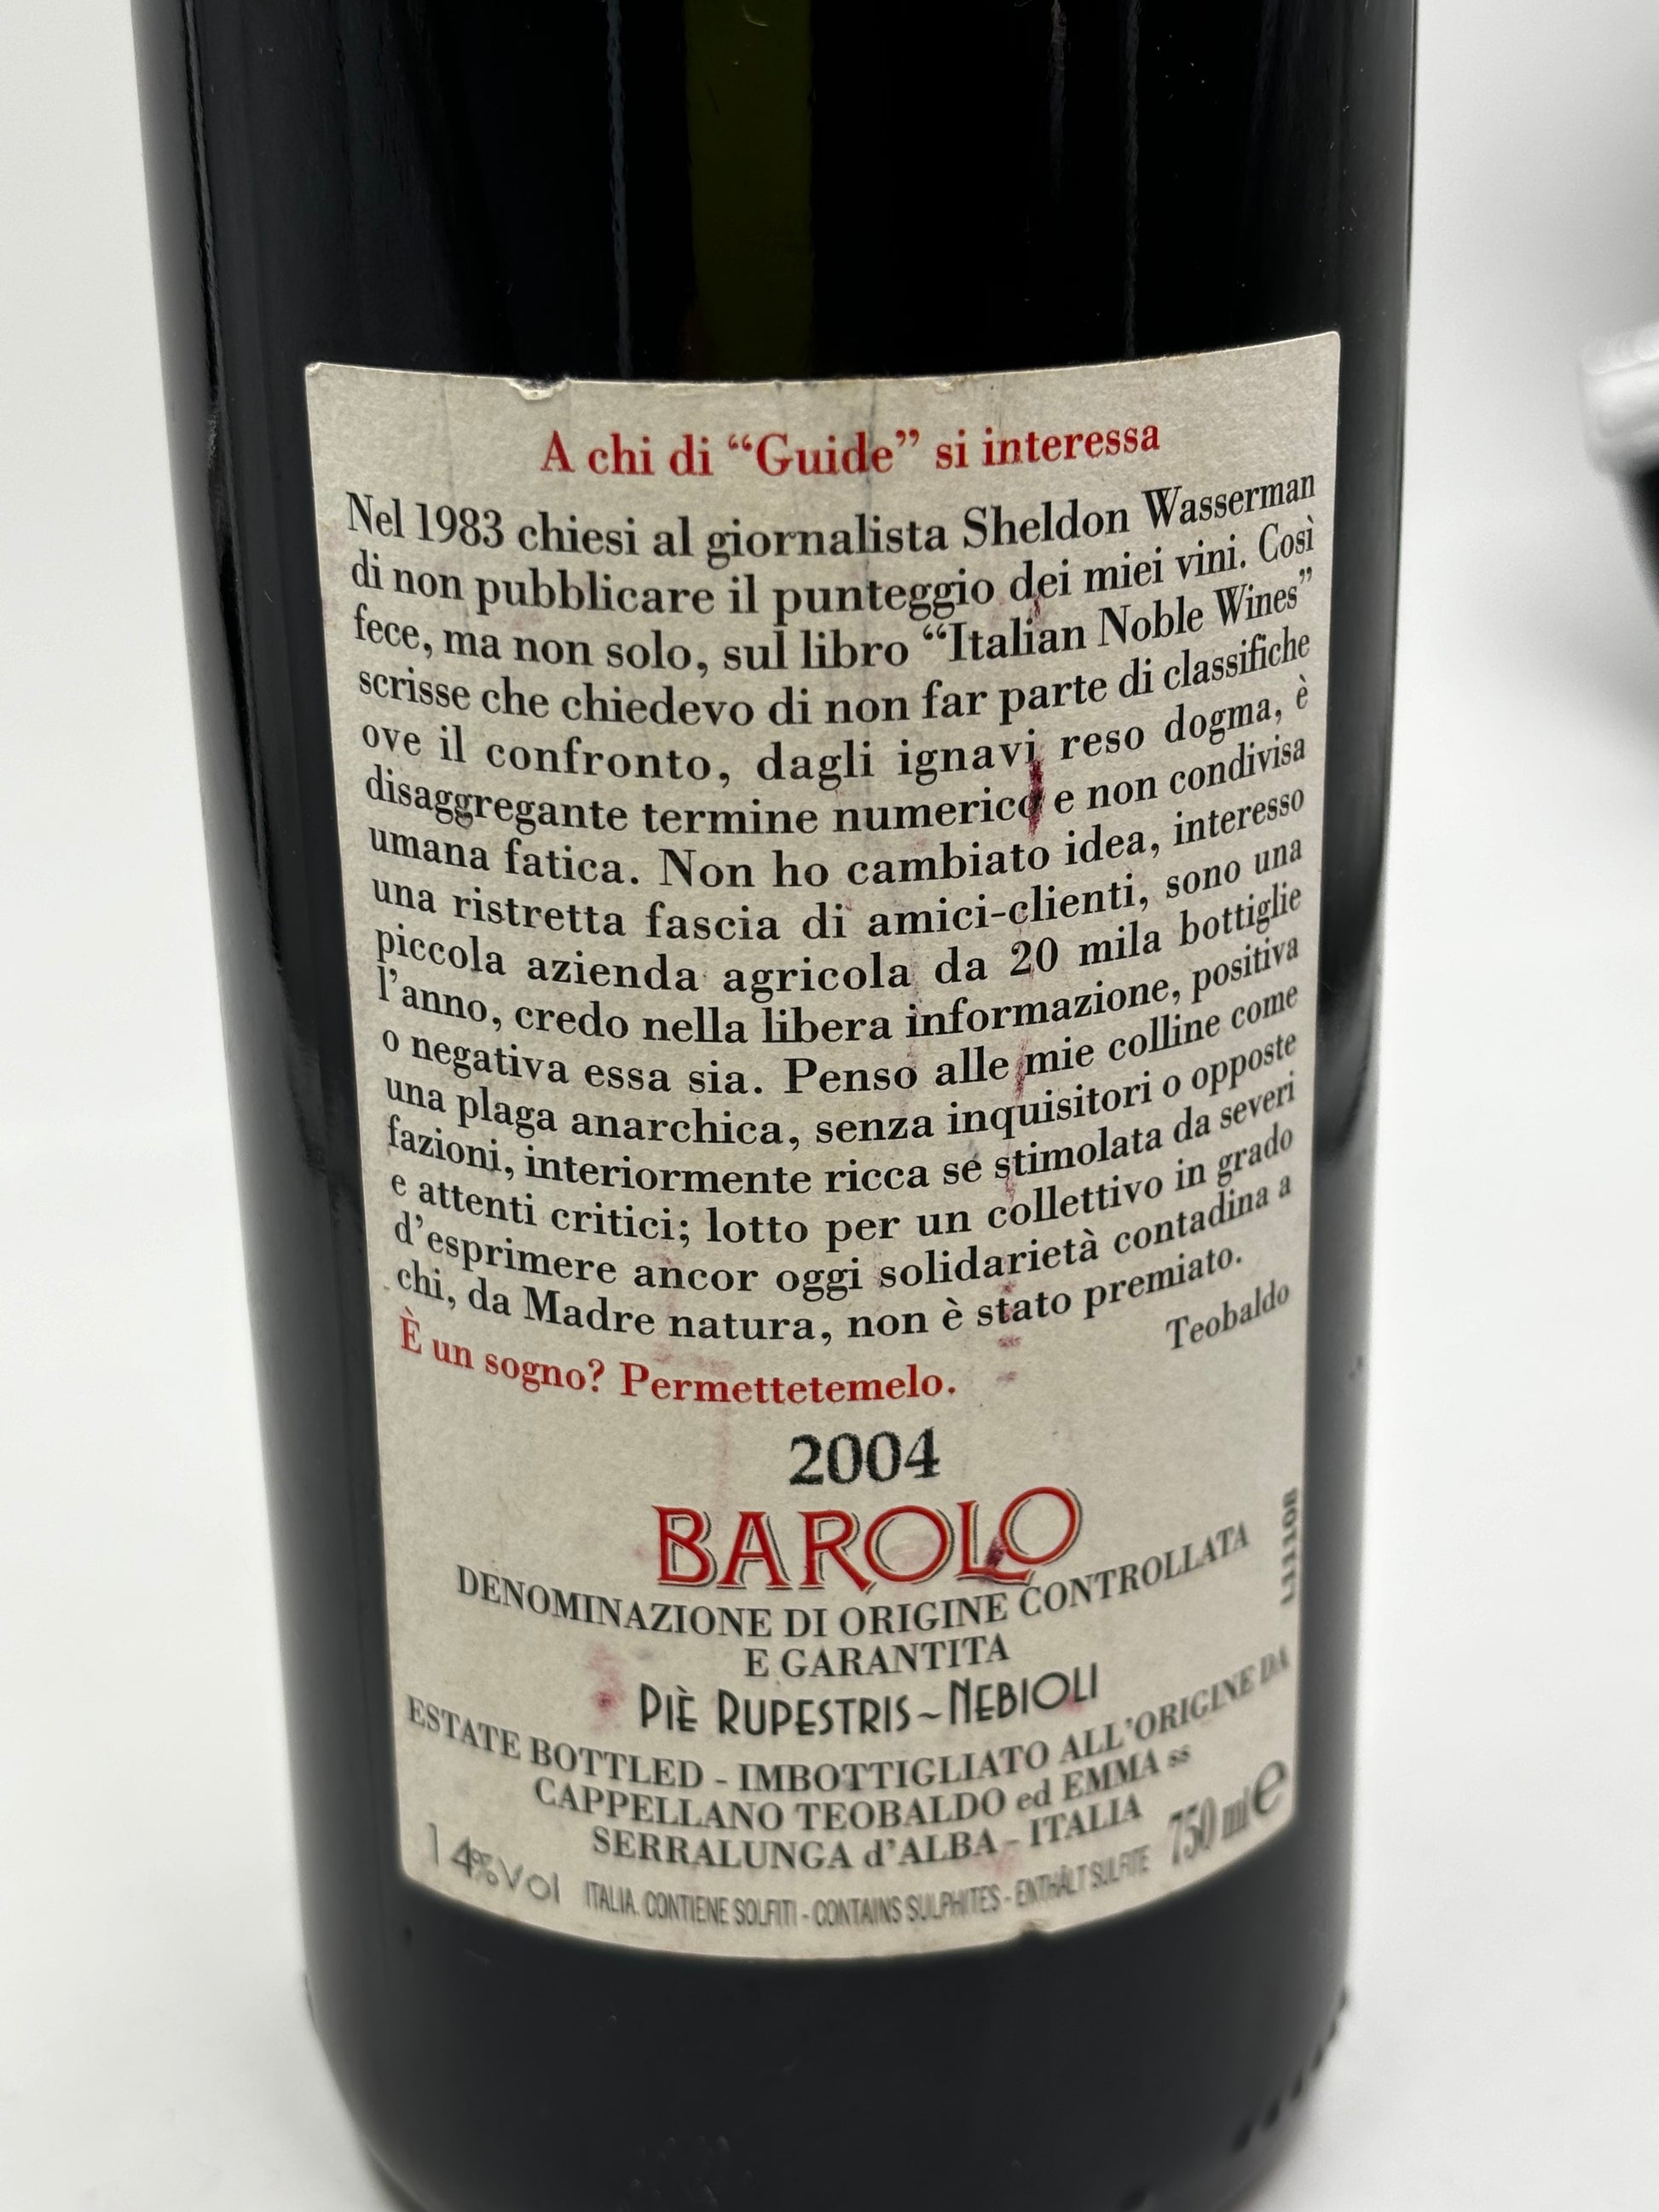 A chi di “Guide” si interessa
Nel 1983 chiesi al giornalista Sheldon Wasserman
di non pubblicare il punteggio dei miei vini. Così
fece, ma non solo, sul libro “Italian Noble Wines”
scrisse che chiedevo di non far parte di classifiche
ove il confronto, dagli ignavi reso dogma, è
disaggregante termine numerico e non condivisa
umana fatica. Non ho cambiato idea, interesso
una ristretta fascia di amici-clienti, sono una
piccola azienda agricola da 20 mila bottiglie
l’anno, credo nella libera informazione, positiva
o negativa essa sia. Penso alle mie colline come
una plaga anarchica, senza inquisitori o opposte
fazioni, interiormente ricca se stimolata da severi
e attenti critici; lotto per un collettivo in grado
d’esprimere ancor oggi solidarietà contadina a
chi, da Madre natura, non è stato premiato.
Teobaldo
È un sogno? Permettetemelo.
2004
BAROLO
DENOMINAZIONE DI ORIGINE CONTROLLATA
E GARANTITA
PIÈ RUPESTRIS~NEBIOLI
ESTATE BOTTLED - IMBOTTIGLIATO ALL’ORIGINE DA
CAPPELLANO TEOBALDO ed EMMA ss
SERRALUNGA d’ALBA - ITALIA
14%Vol
ITALIA. CONTIENE SOLFITI - CONTAINS SULPHITES - ENTHÄLT SULFITE
750 ml e